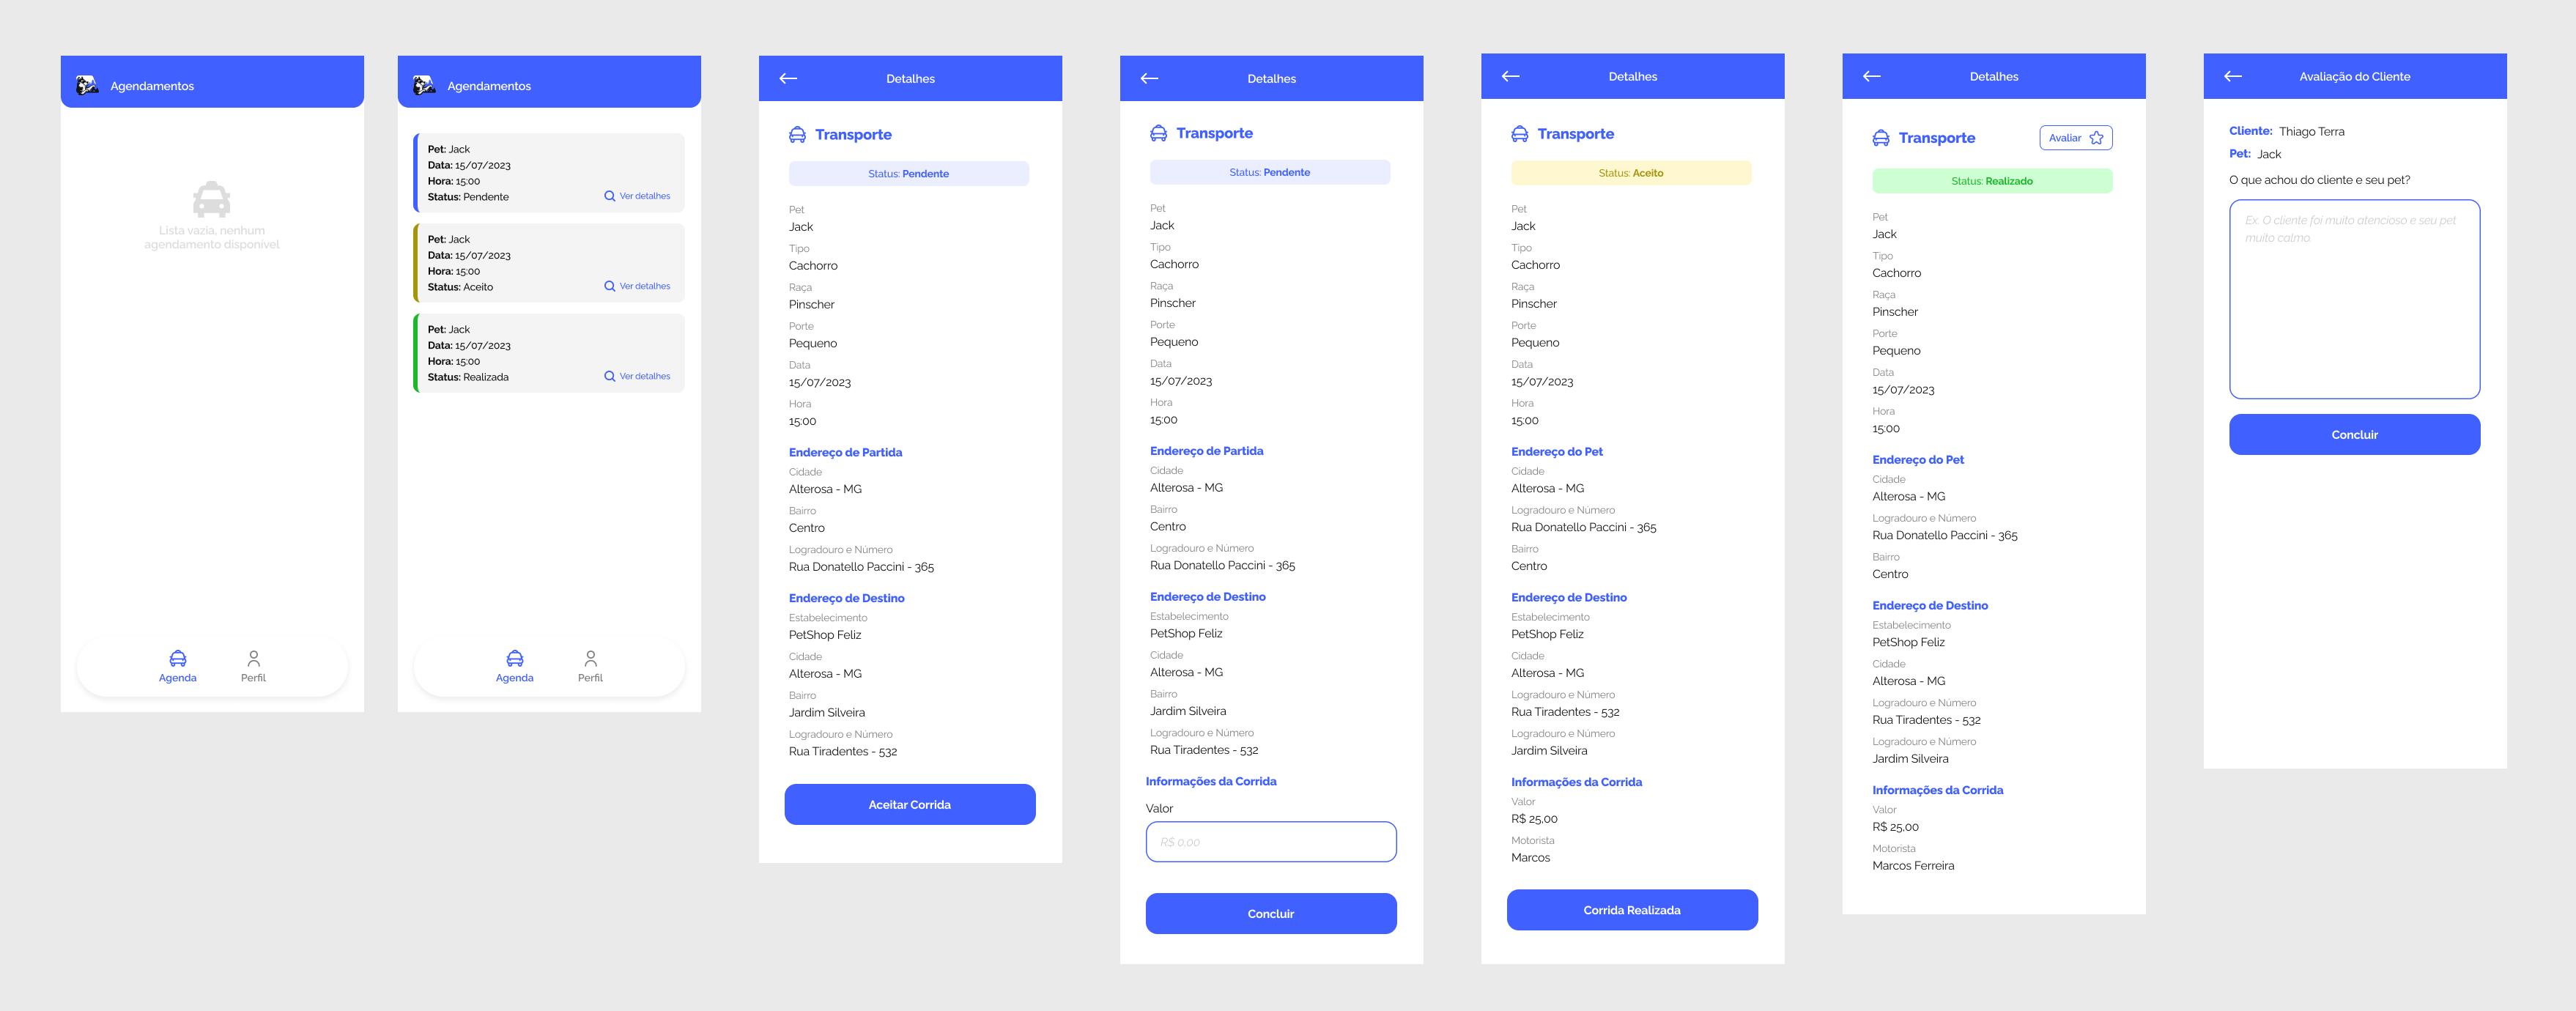 Agendamentos
Lista vazia, nenhum
agendamento disponível
Agenda
Perfil
Agendamentos
Pet: Jack
Data: 15/07/2023
Hora: 15:00
Status: Pendente
Ver detalhes
Pet: Jack
Data: 15/07/2023
Hora: 15:00
Status: Aceito
Ver detalhes
Pet: Jack
Data: 15/07/2023
Hora: 15:00
Status: Realizada
Ver detalhes
Agenda
Perfil
Detalhes
Transporte
Status: Pendente
Pet
Jack
Tipo
Cachorro
Raça
Pinscher
Porte
Pequeno
Data
15/07/2023
Hora
15:00
Endereço de Partida
Cidade
Alterosa - MG
Bairro
Centro
Logradouro e Número
Rua Donatello Paccini - 365
Endereço de Destino
Estabelecimento
PetShop Feliz
Cidade
Alterosa - MG
Bairro
Jardim Silveira
Logradouro e Número
Rua Tiradentes - 532
Aceitar Corrida
Detalhes
Transporte
Status: Pendente
Pet
Jack
Tipo
Cachorro
Raça
Pinscher
Porte
Pequeno
Data
15/07/2023
Hora
15:00
Endereço de Partida
Cidade
Alterosa - MG
Bairro
Centro
Logradouro e Número
Rua Donatello Paccini - 365
Endereço de Destino
Estabelecimento
PetShop Feliz
Cidade
Alterosa - MG
Bairro
Jardim Silveira
Logradouro e Número
Rua Tiradentes - 532
Informações da Corrida
Valor
R$ 0,00
Concluir
Detalhes
Transporte
Status: Aceito
Pet
Jack
Tipo
Cachorro
Raça
Pinscher
Porte
Pequeno
Data
15/07/2023
Hora
15:00
Endereço do Pet
Cidade
Alterosa - MG
Logradouro e Número
Rua Donatello Paccini - 365
Bairro
Centro
Endereço de Destino
Estabelecimento
PetShop Feliz
Cidade
Alterosa - MG
Logradouro e Número
Rua Tiradentes - 532
Logradouro e Número
Jardim Silveira
Informações da Corrida
Valor
R$ 25,00
Motorista
Marcos
Corrida Realizada
Detalhes
Transporte
Avaliar
Status: Realizado
Pet
Jack
Tipo
Cachorro
Raça
Pinscher
Porte
Pequeno
Data
15/07/2023
Hora
15:00
Endereço do Pet
Cidade
Alterosa - MG
Logradouro e Número
Rua Donatello Paccini - 365
Bairro
Centro
Endereço de Destino
Estabelecimento
PetShop Feliz
Cidade
Alterosa - MG
Logradouro e Número
Rua Tiradentes - 532
Logradouro e Número
Jardim Silveira
Informações da Corrida
Valor
R$ 25,00
Motorista
Marcos Ferreira
Avaliação do Cliente
Cliente: Thiago Terra
Pet: Jack
O que achou do cliente e seu pet?
Ex. O cliente foi muito atencioso e seu pet
muito calmo.
Concluir